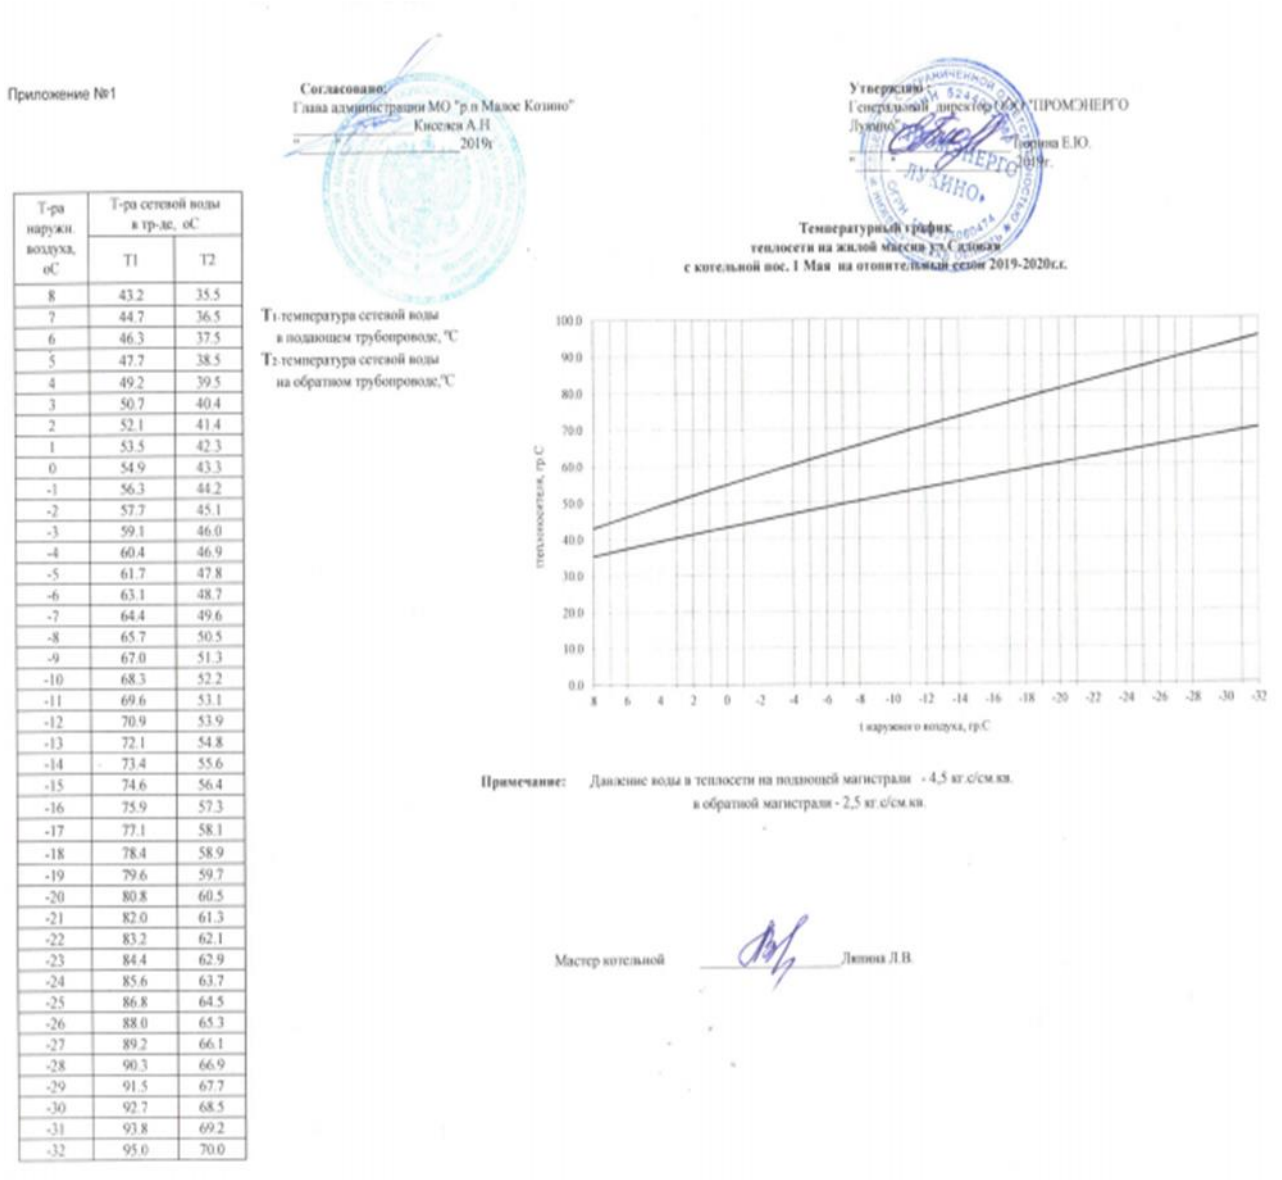 Приложение №1
Согласовано:
Глава администрации МО "р.п Малое Козино"
Киселев А.Н
" " 2019г
Утверждаю:
Генеральный директор ООО "ПРОМЭНЕРГО
Лукино"
Е.Ю.
" " 2019г.
ЛУКИНО
Т-ра наружн. воздуха, оС
Т-ра сетевой воды в тр-де, оС
Т1 Т2
8 43.2 35.5
7 44.7 36.5
6 46.3 37.5
5 47.7 38.5
4 49.2 39.5
3 50.7 40.4
2 52.1 41.4
1 53.5 42.3
0 54.9 43.3
-1 56.3 44.2
-2 57.7 45.1
-3 59.1 46.0
-4 60.4 46.9
-5 61.7 47.8
-6 63.1 48.7
-7 64.4 49.6
-8 65.7 50.5
-9 67.0 51.3
-10 68.3 52.2
-11 69.6 53.1
-12 70.9 53.9
-13 72.1 54.8
-14 73.4 55.6
-15 74.6 56.4
-16 75.9 57.3
-17 77.1 58.1
-18 78.4 58.9
-19 79.6 59.7
-20 80.8 60.5
-21 82.0 61.3
-22 83.2 62.1
-23 84.4 62.9
-24 85.6 63.7
-25 86.8 64.5
-26 88.0 65.3
-27 89.2 66.1
-28 90.3 66.9
-29 91.5 67.7
-30 92.7 68.5
-31 93.8 69.2
-32 95.0 70.0
Т1-температура сетевой воды
в подающем трубопроводе, ºС
Т2-температура сетевой воды
на обратном трубопроводе,ºС
Температурный график
теплосети на жилой массив ул.Садовая
с котельной пос. 1 Мая на отопительный сезон 2019-2020г.г.
100.0
90.0
80.0
70.0
60.0
50.0
40.0
30.0
20.0
10.0
0.0
tтеплоносителя, гр.С
8 6 4 2 0 -2 -4 -6 -8 -10 -12 -14 -16 -18 -20 -22 -24 -26 -28 -30 -32
t наружного воздуха, гр.С
Примечание: Давление воды в теплосети на подающей магистрали - 4,5 кг.с/см.кв.
в обратной магистрали - 2,5 кг.с/см.кв.
Мастер котельной Ляпина Л.В.